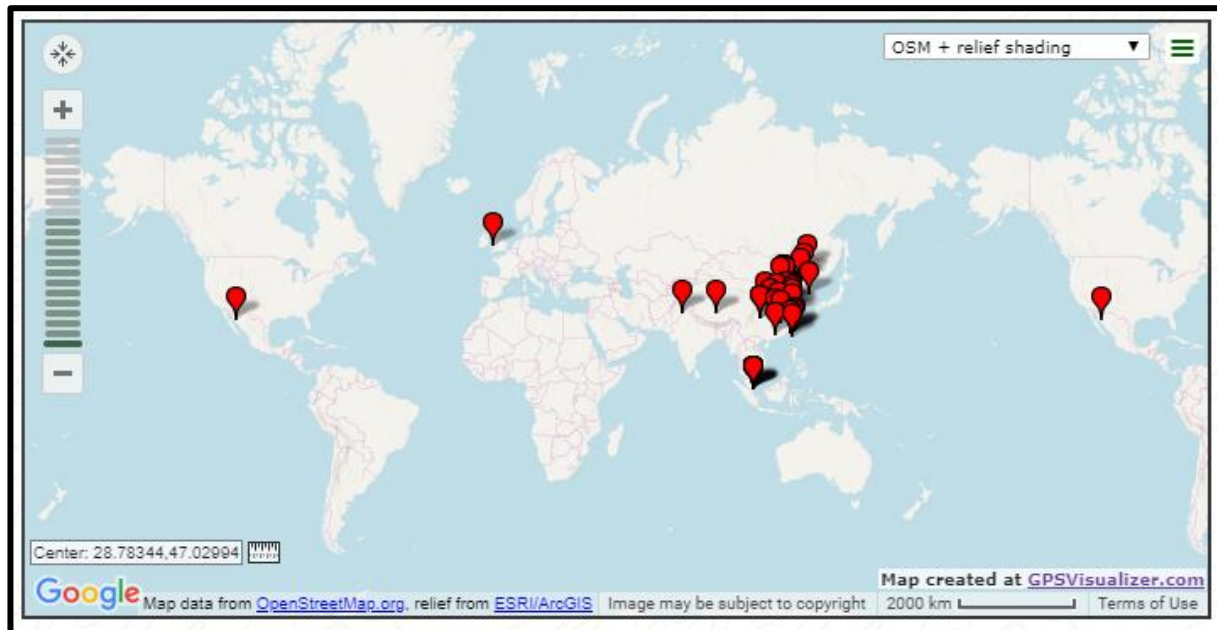 OSM + relief shading
Center: 28.78344,47.02994
Map created at GPSVisualizer.com
Google Map data from OpenStreetMap.org, relief from ESRI/ArcGIS Image may be subject to copyright 2000 km Terms of Use